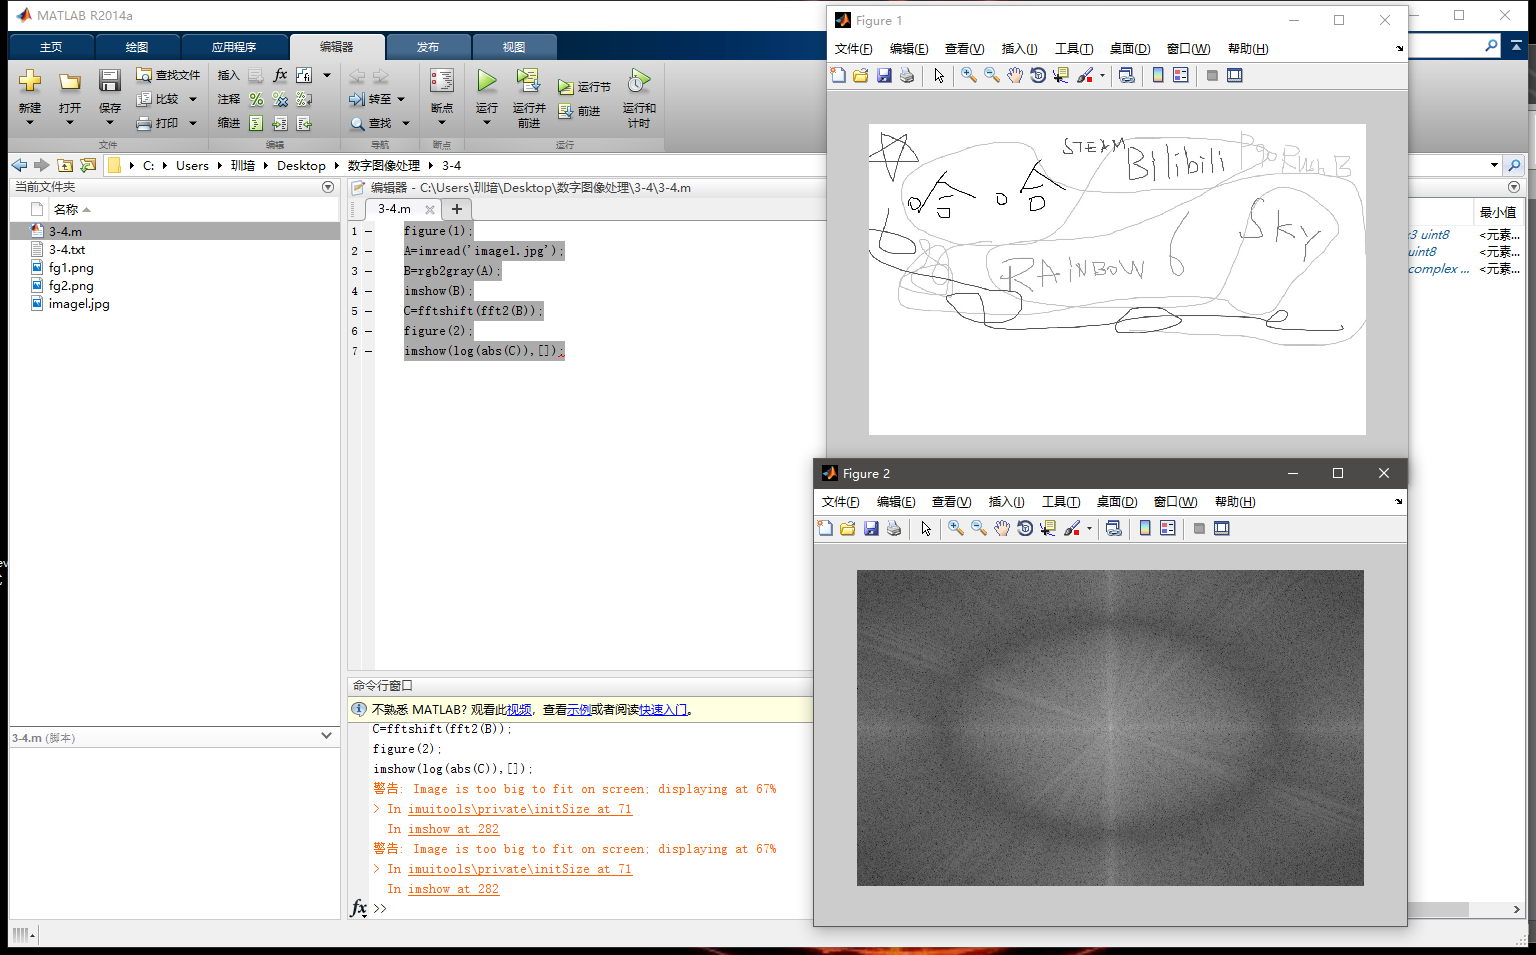 MATLAB R2014a
主页
绘图
应用程序
编辑器
发布
视图
新建
打开
保存
查找文件
比较
打印
文件
插入
fx
注释
缩进
编辑
转至
查找
导航
断点
断点
运行
运行并
前进
运行节
前进
运行和
计时
运行
C: Users 玬培 Desktop 数字图像处理 3-4
当前文件夹
名称
3-4.m
3-4.txt
fg1.png
fg2.png
imagel.jpg
3-4.m (脚本)
编辑器 - C:\Users\玬培\Desktop\数字图像处理\3-4\3-4.m
3-4.m
1 – figure(1);
2 – A=imread('imagel.jpg');
3 – B=rgb2gray(A);
4 – imshow(B);
5 – C=fftshift(fft2(B));
6 – figure(2);
7 – imshow(log(abs(C)),[]);
命令行窗口
不熟悉 MATLAB? 观看此视频，查看示例或者阅读快速入门。
C=fftshift(fft2(B));
figure(2);
imshow(log(abs(C)),[]);
警告: Image is too big to fit on screen; displaying at 67%
> In imuitools\private\initSize at 71
In imshow at 282
警告: Image is too big to fit on screen; displaying at 67%
> In imuitools\private\initSize at 71
In imshow at 282
fx >>
Figure 1
文件(F) 编辑(E) 查看(V) 插入(I) 工具(T) 桌面(D) 窗口(W) 帮助(H)
STEAM
Bilibili
Sky
RAINBOW 6
Figure 2
文件(F) 编辑(E) 查看(V) 插入(I) 工具(T) 桌面(D) 窗口(W) 帮助(H)
最小值
x3 uint8 <元素...
uint8 <元素...
complex ... <元素...